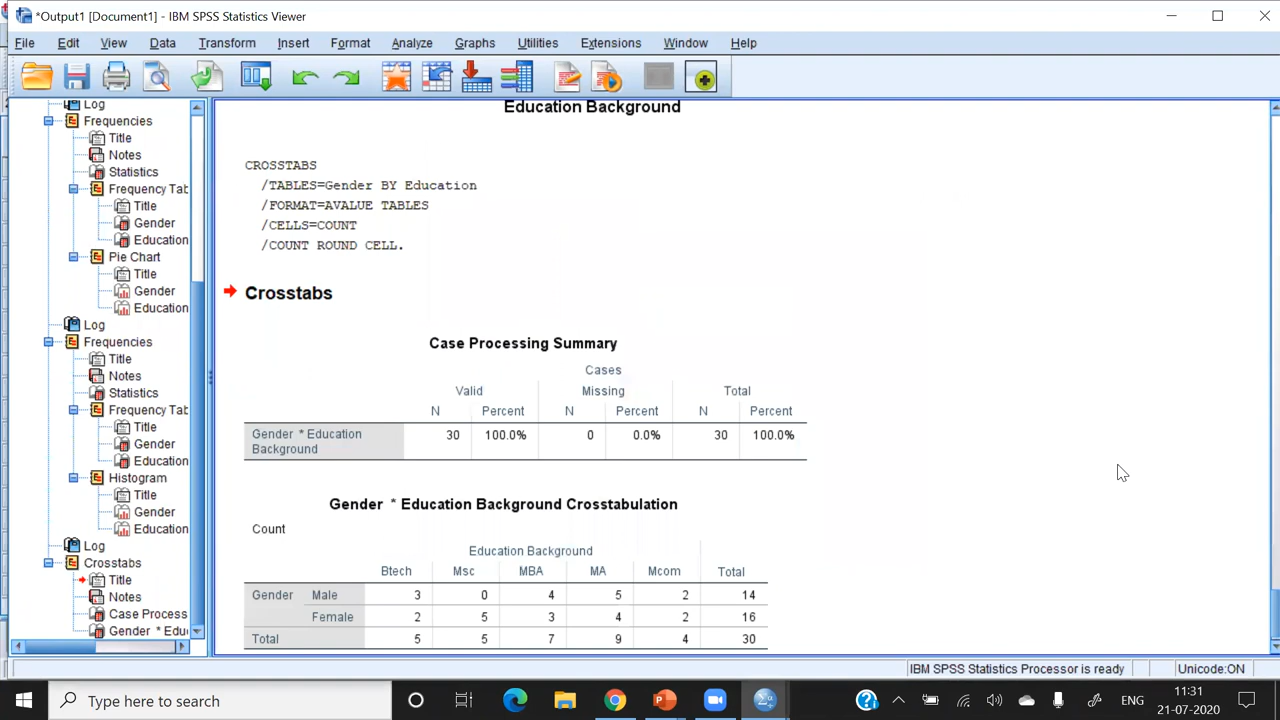 *Output1 [Document1] - IBM SPSS Statistics Viewer
File Edit View Data Transform Insert Format Analyze Graphs Utilities Extensions Window Help
Log
Frequencies
Title
Notes
Statistics
Frequency Tab
Title
Gender
Education
Pie Chart
Title
Gender
Education
Log
Frequencies
Title
Notes
Statistics
Frequency Tab
Title
Gender
Education
Histogram
Title
Gender
Education
Log
Crosstabs
Title
Notes
Case Process
Gender * Edu
Education Background
CROSSTABS
/TABLES=Gender BY Education
/FORMAT=AVALUE TABLES
/CELLS=COUNT
/COUNT ROUND CELL.
Crosstabs
Case Processing Summary
Cases
Valid Missing Total
N Percent N Percent N Percent
Gender * Education Background 30 100.0% 0 0.0% 30 100.0%
Gender * Education Background Crosstabulation
Count
Education Background
Btech Msc MBA MA Mcom Total
Gender Male 3 0 4 5 2 14
Female 2 5 3 4 2 16
Total 5 5 7 9 4 30
IBM SPSS Statistics Processor is ready Unicode:ON
Type here to search
ENG
11:31
21-07-2020